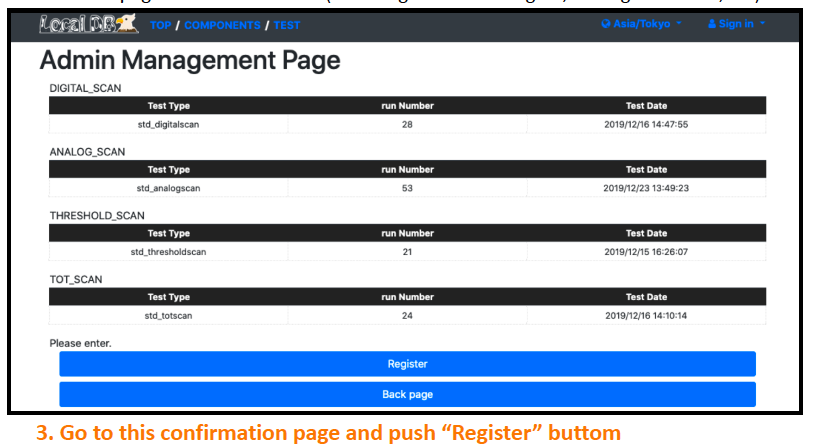 Local DB TOP / COMPONENTS / TEST Asia/Tokyo Sign in
Admin Management Page
DIGITAL_SCAN
Test Type run Number Test Date
std_digitalscan 28 2019/12/16 14:47:55
ANALOG_SCAN
Test Type run Number Test Date
std_analogscan 53 2019/12/23 13:49:23
THRESHOLD_SCAN
Test Type run Number Test Date
std_thresholdscan 21 2019/12/15 16:26:07
TOT_SCAN
Test Type run Number Test Date
std_totscan 24 2019/12/16 14:10:14
Please enter.
Register
Back page
3. Go to this confirmation page and push “Register” buttom